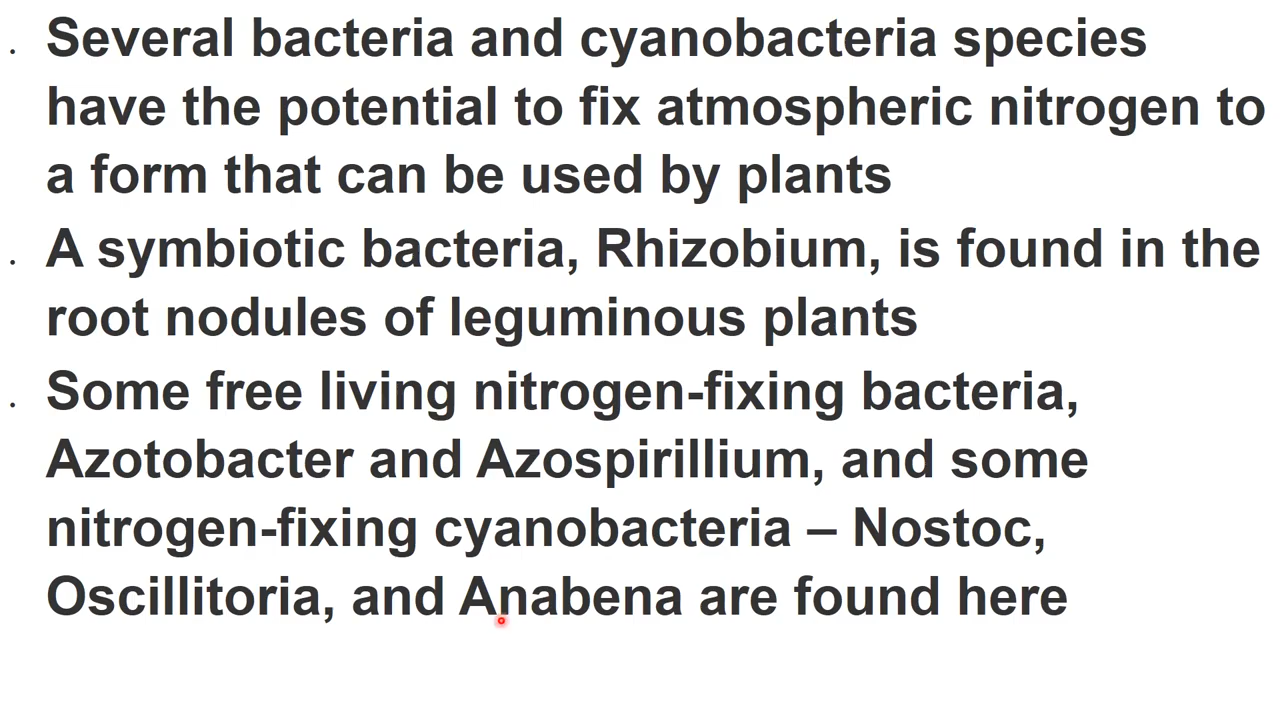 . Several bacteria and cyanobacteria species
have the potential to fix atmospheric nitrogen to
a form that can be used by plants
. A symbiotic bacteria, Rhizobium, is found in the
root nodules of leguminous plants
. Some free living nitrogen-fixing bacteria,
Azotobacter and Azospirillium, and some
nitrogen-fixing cyanobacteria – Nostoc,
Oscillitoria, and Anabena are found here